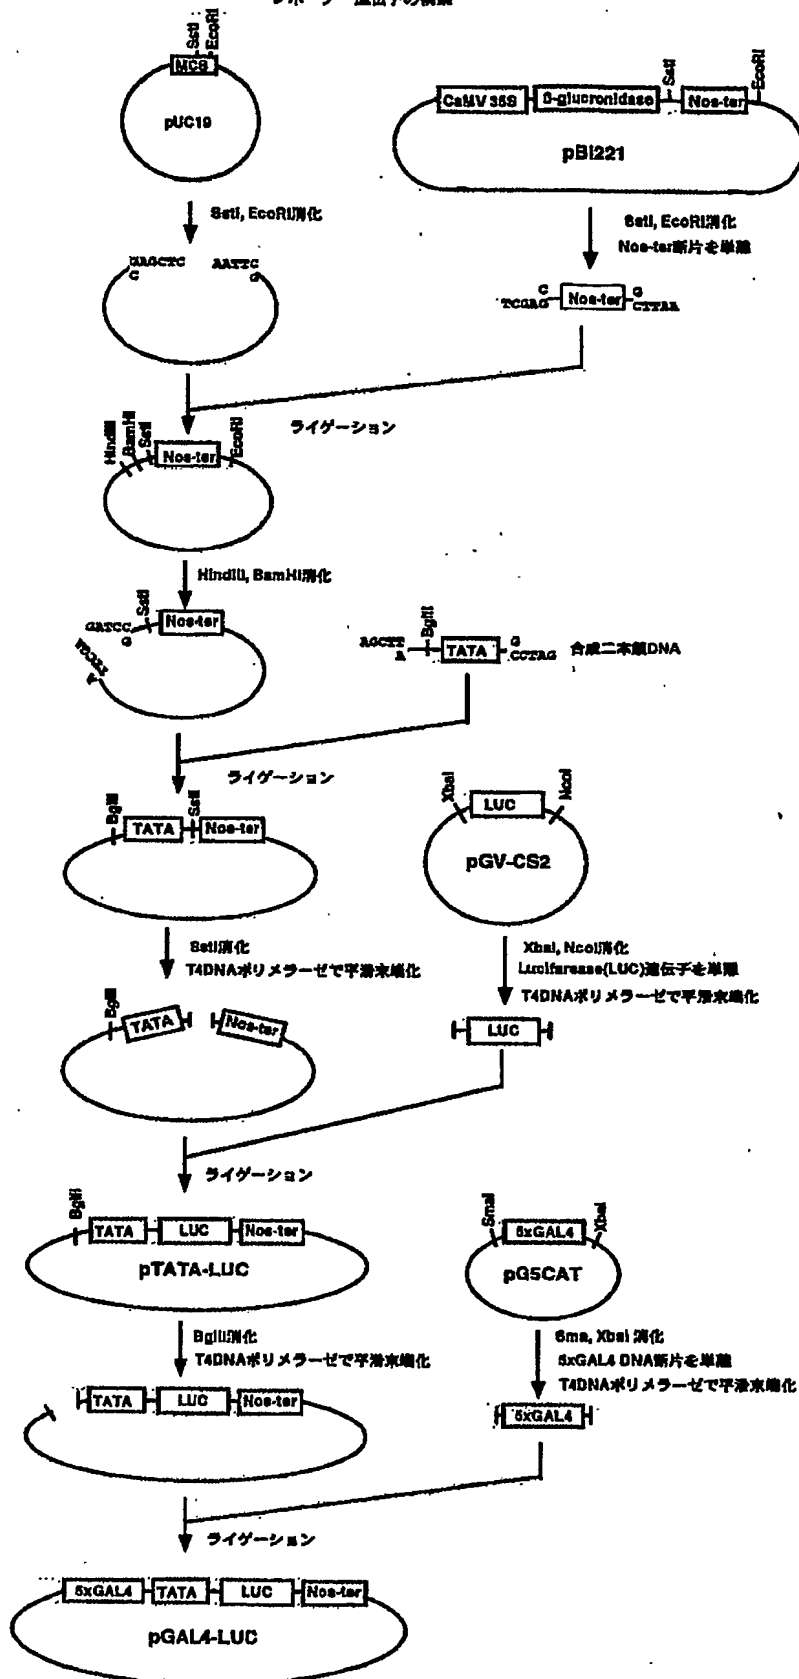 SstI
EcoRI
MCS
pUC19
SstI
EcoRI
CaMV 35S
β-glucronidase
Nos-ter
pBI221
SstI, EcoRI消化
SstI, EcoRI消化
Nos-ter断片を単離
GAGCTC
C
AATTC
G
C
TCGAG
Nos-ter
G
CTTAA
ライゲーション
HindIII
BamHI
SstI
Nos-ter
EcoRI
HindIII, BamHI消化
GATCC
G
SstI
Nos-ter
A
AGCTT
A
BglII
TATA
G
CCTAG
合成二本鎖DNA
ライゲーション
BglII
TATA
SstI
Nos-ter
XbaI
LUC
NcoI
pGV-CS2
SstI消化
T4DNAポリメラーゼで平滑末端化
XbaI, NcoI消化
Luciferease(LUC)遺伝子を単離
T4DNAポリメラーゼで平滑末端化
BglII
TATA
Nos-ter
LUC
ライゲーション
BglII
TATA
LUC
Nos-ter
pTATA-LUC
SmaI
5xGAL4
XbaI
pG5CAT
BglII消化
T4DNAポリメラーゼで平滑末端化
Sma, XbaI 消化
5xGAL4 DNA断片を単離
T4DNAポリメラーゼで平滑末端化
TATA
LUC
Nos-ter
5xGAL4
ライゲーション
5xGAL4
TATA
LUC
Nos-ter
pGAL4-LUC